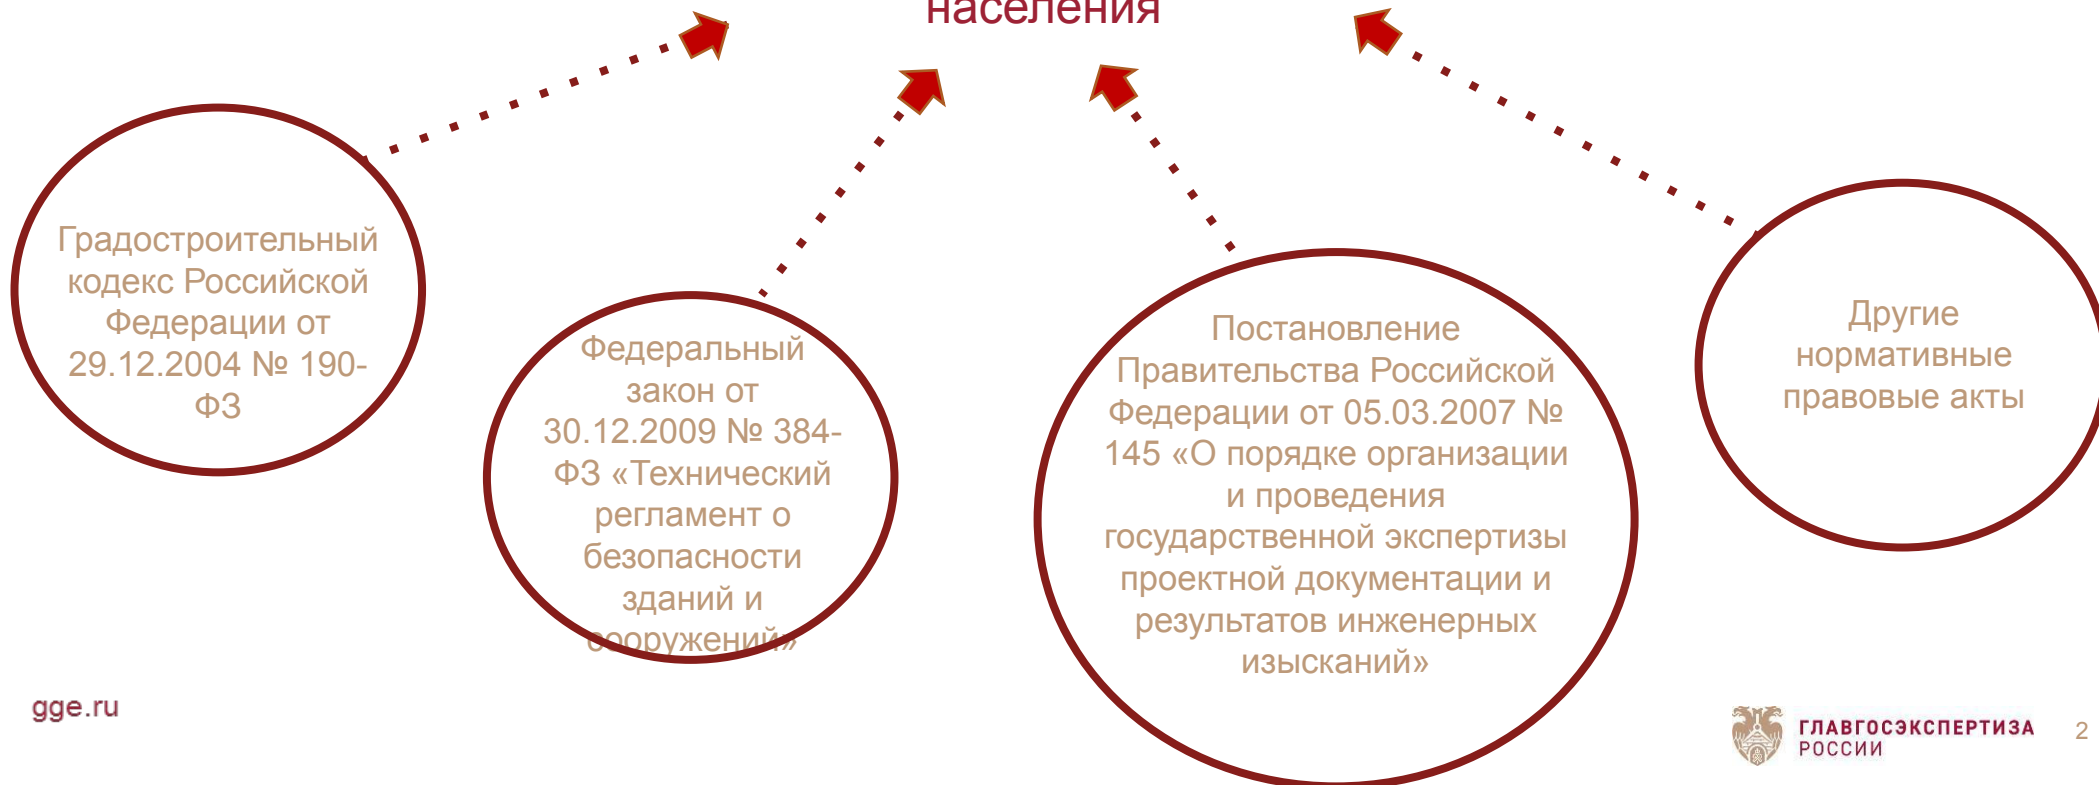 населения
Градостроительный
кодекс Российской
Федерации от
29.12.2004 № 190-
ФЗ
Федеральный
закон от
30.12.2009 № 384-
ФЗ «Технический
регламент о
безопасности
зданий и
сооружений»
Постановление
Правительства Российской
Федерации от 05.03.2007 №
145 «О порядке организации
и проведения
государственной экспертизы
проектной документации и
результатов инженерных
изысканий»
Другие
нормативные
правовые акты
gge.ru
ГЛАВГОСЭКСПЕРТИЗА
РОССИИ
2